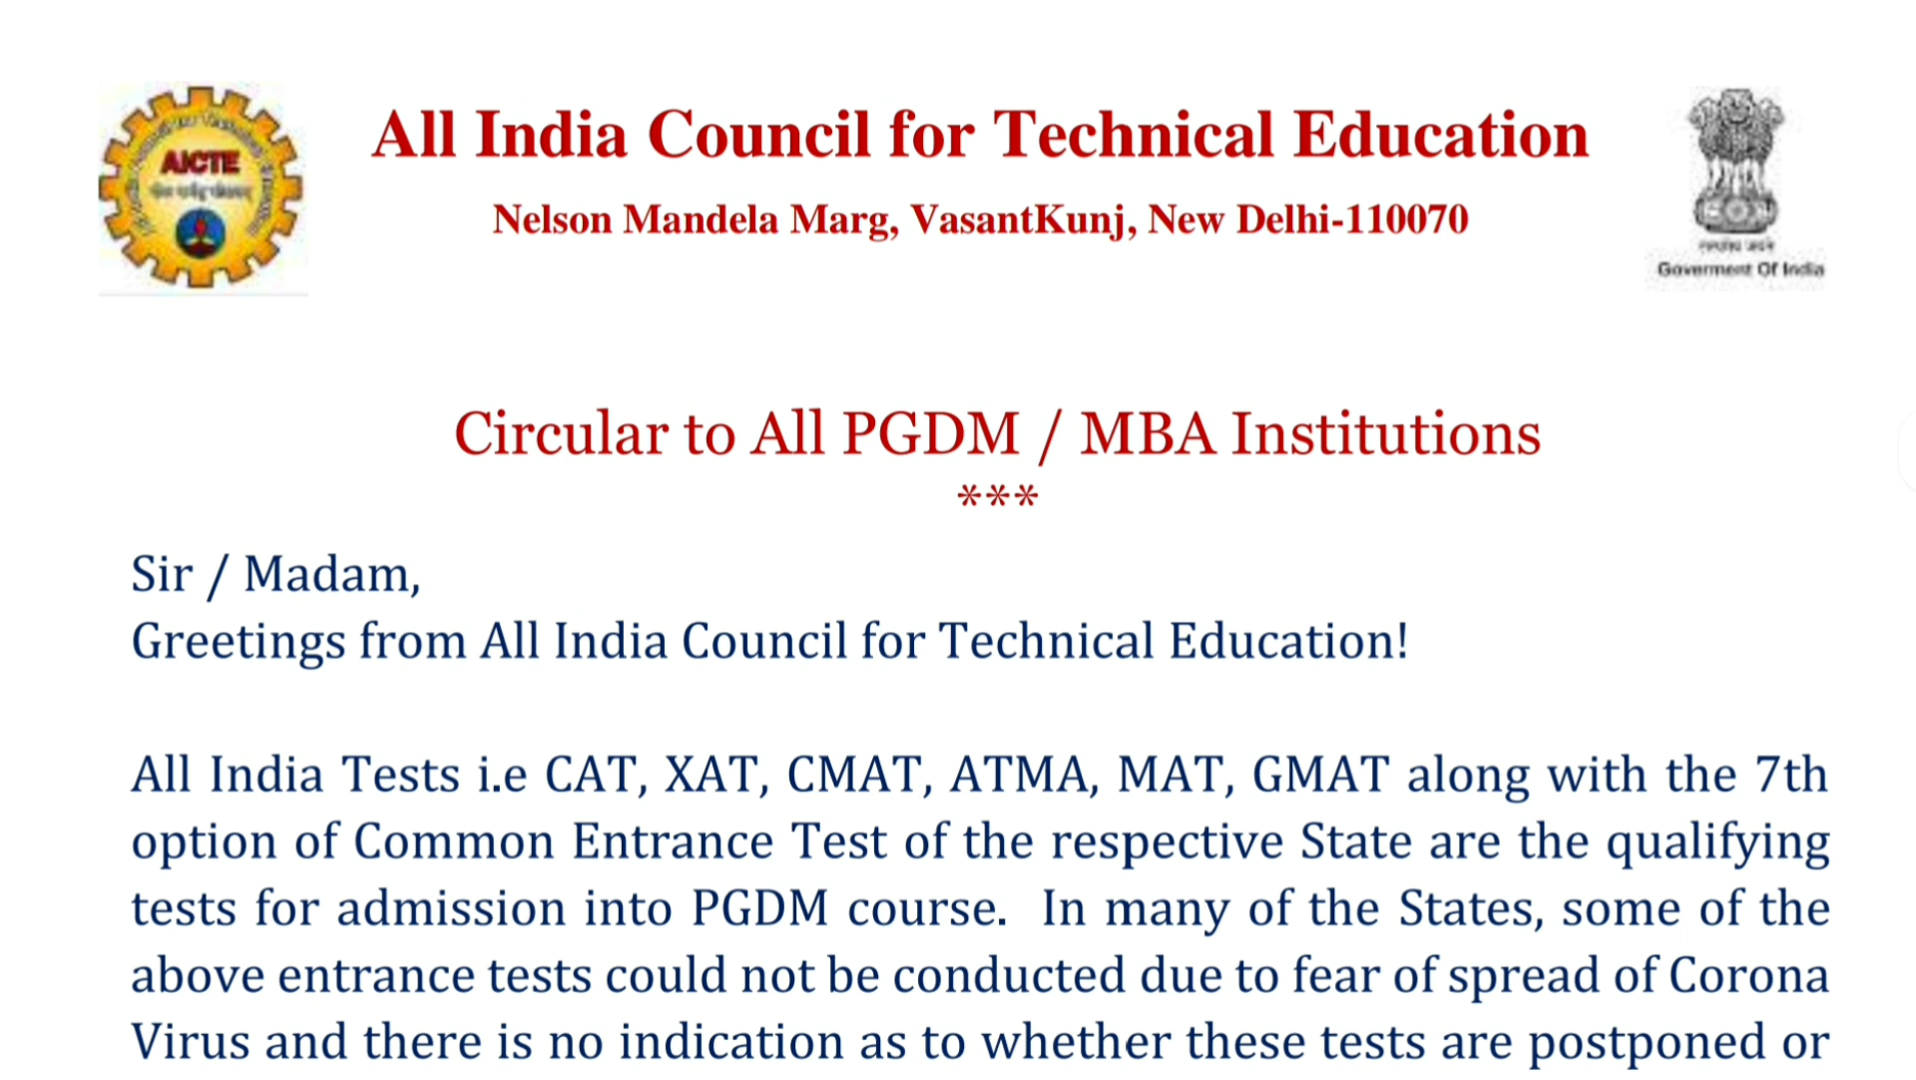 AICTE
All India Council for Technical Education
Nelson Mandela Marg, VasantKunj, New Delhi-110070
Goverment Of India
Circular to All PGDM / MBA Institutions
***
Sir / Madam,
Greetings from All India Council for Technical Education!
All India Tests i.e CAT, XAT, CMAT, ATMA, MAT, GMAT along with the 7th
option of Common Entrance Test of the respective State are the qualifying
tests for admission into PGDM course. In many of the States, some of the
above entrance tests could not be conducted due to fear of spread of Corona
Virus and there is no indication as to whether these tests are postponed or